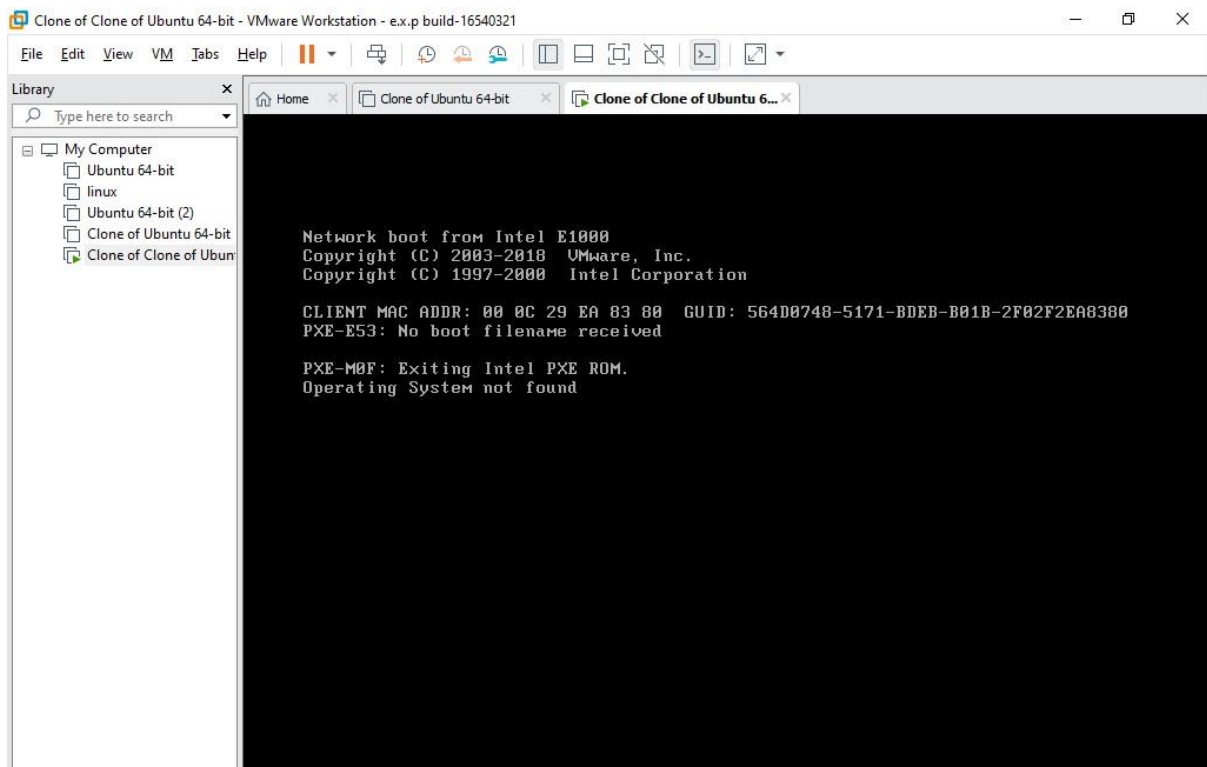 Clone of Clone of Ubuntu 64-bit - VMware Workstation - e.x.p build-16540321
File Edit View VM Tabs Help
Library
Home
Clone of Ubuntu 64-bit
Clone of Clone of Ubuntu 6...
Type here to search
My Computer
Ubuntu 64-bit
linux
Ubuntu 64-bit (2)
Clone of Ubuntu 64-bit
Clone of Clone of Ubun
Network boot from Intel E1000
Copyright (C) 2003-2018 VMware, Inc.
Copyright (C) 1997-2000 Intel Corporation
CLIENT MAC ADDR: 00 0C 29 EA 83 80 GUID: 564D0748-5171-BDEB-B01B-2F02F2EA8380
PXE-E53: No boot filename received
PXE-M0F: Exiting Intel PXE ROM.
Operating System not found